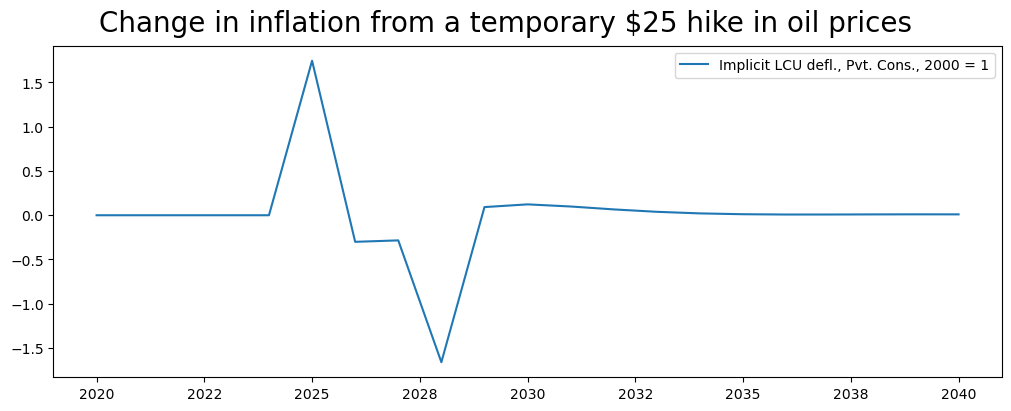 Change in inflation from a temporary $25 hike in oil prices
Implicit LCU defl., Pvt. Cons., 2000 = 1
1.5
1.0
0.5
0.0
−0.5
−1.0
−1.5
2020 2022 2025 2028 2030 2032 2035 2038 2040